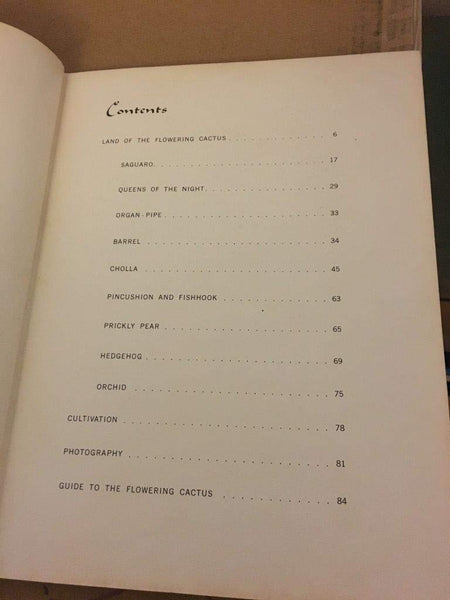 Contents
LAND OF THE FLOWERING CACTUS . . . . . . . . . . . . 6
SAGUARO. . . . . . . . . . . . . . . . . . . . 17
QUEENS OF THE NIGHT. . . . . . . . . . . . . . 29
ORGAN-PIPE . . . . . . . . . . . . . . . . . . 33
BARREL . . . . . . . . . . . . . . . . . . . . 34
CHOLLA . . . . . . . . . . . . . . . . . . . . 45
PINCUSHION AND FISHHOOK . . . . . . . . . . . . 63
PRICKLY PEAR . . . . . . . . . . . . . . . . . 65
HEDGEHOG . . . . . . . . . . . . . . . . . . . 69
ORCHID . . . . . . . . . . . . . . . . . . . . 75
CULTIVATION . . . . . . . . . . . . . . . . . . . 78
PHOTOGRAPHY . . . . . . . . . . . . . . . . . . . 81
GUIDE TO THE FLOWERING CACTUS . . . . . . . . . . 84